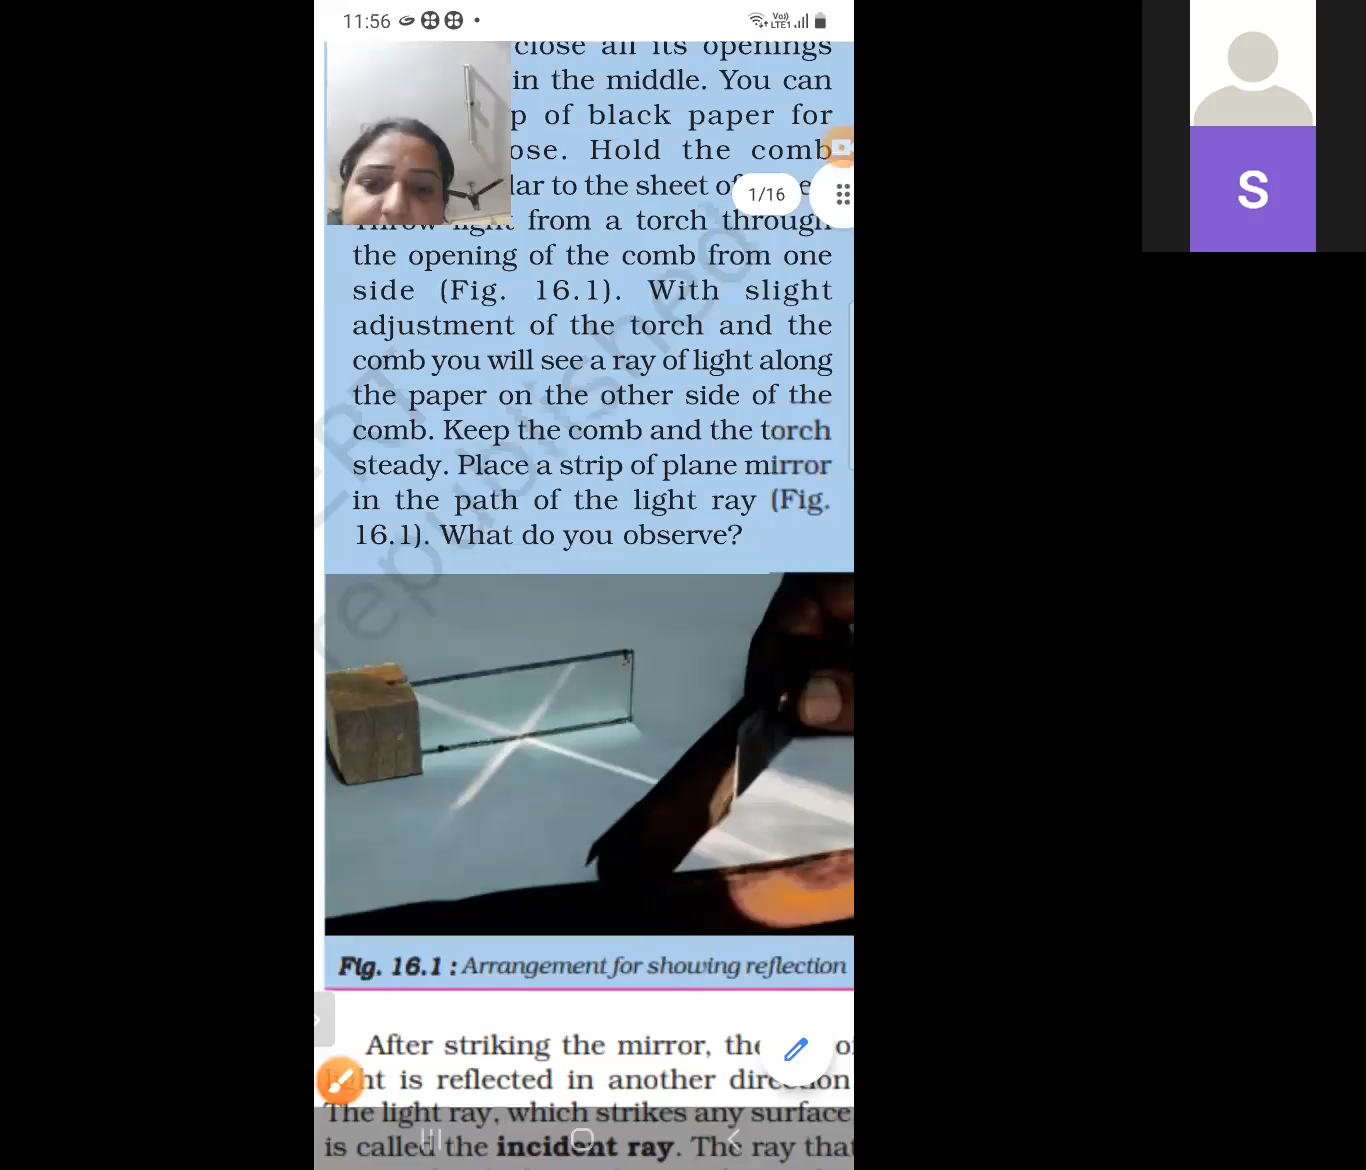 11:56
Vo)) LTE1
close all its openings
in the middle. You can
p of black paper for
ose. Hold the comb
lar to the sheet of
1/16
Throw light from a torch through
the opening of the comb from one
side (Fig. 16.1). With slight
adjustment of the torch and the
comb you will see a ray of light along
the paper on the other side of the
comb. Keep the comb and the torch
steady. Place a strip of plane mirror
in the path of the light ray (Fig.
16.1). What do you observe?
republished
Fig. 16.1 : Arrangement for showing reflection
After striking the mirror, the
ht is reflected in another direction
The light ray, which strikes any surface
is called the incident ray. The ray that
S